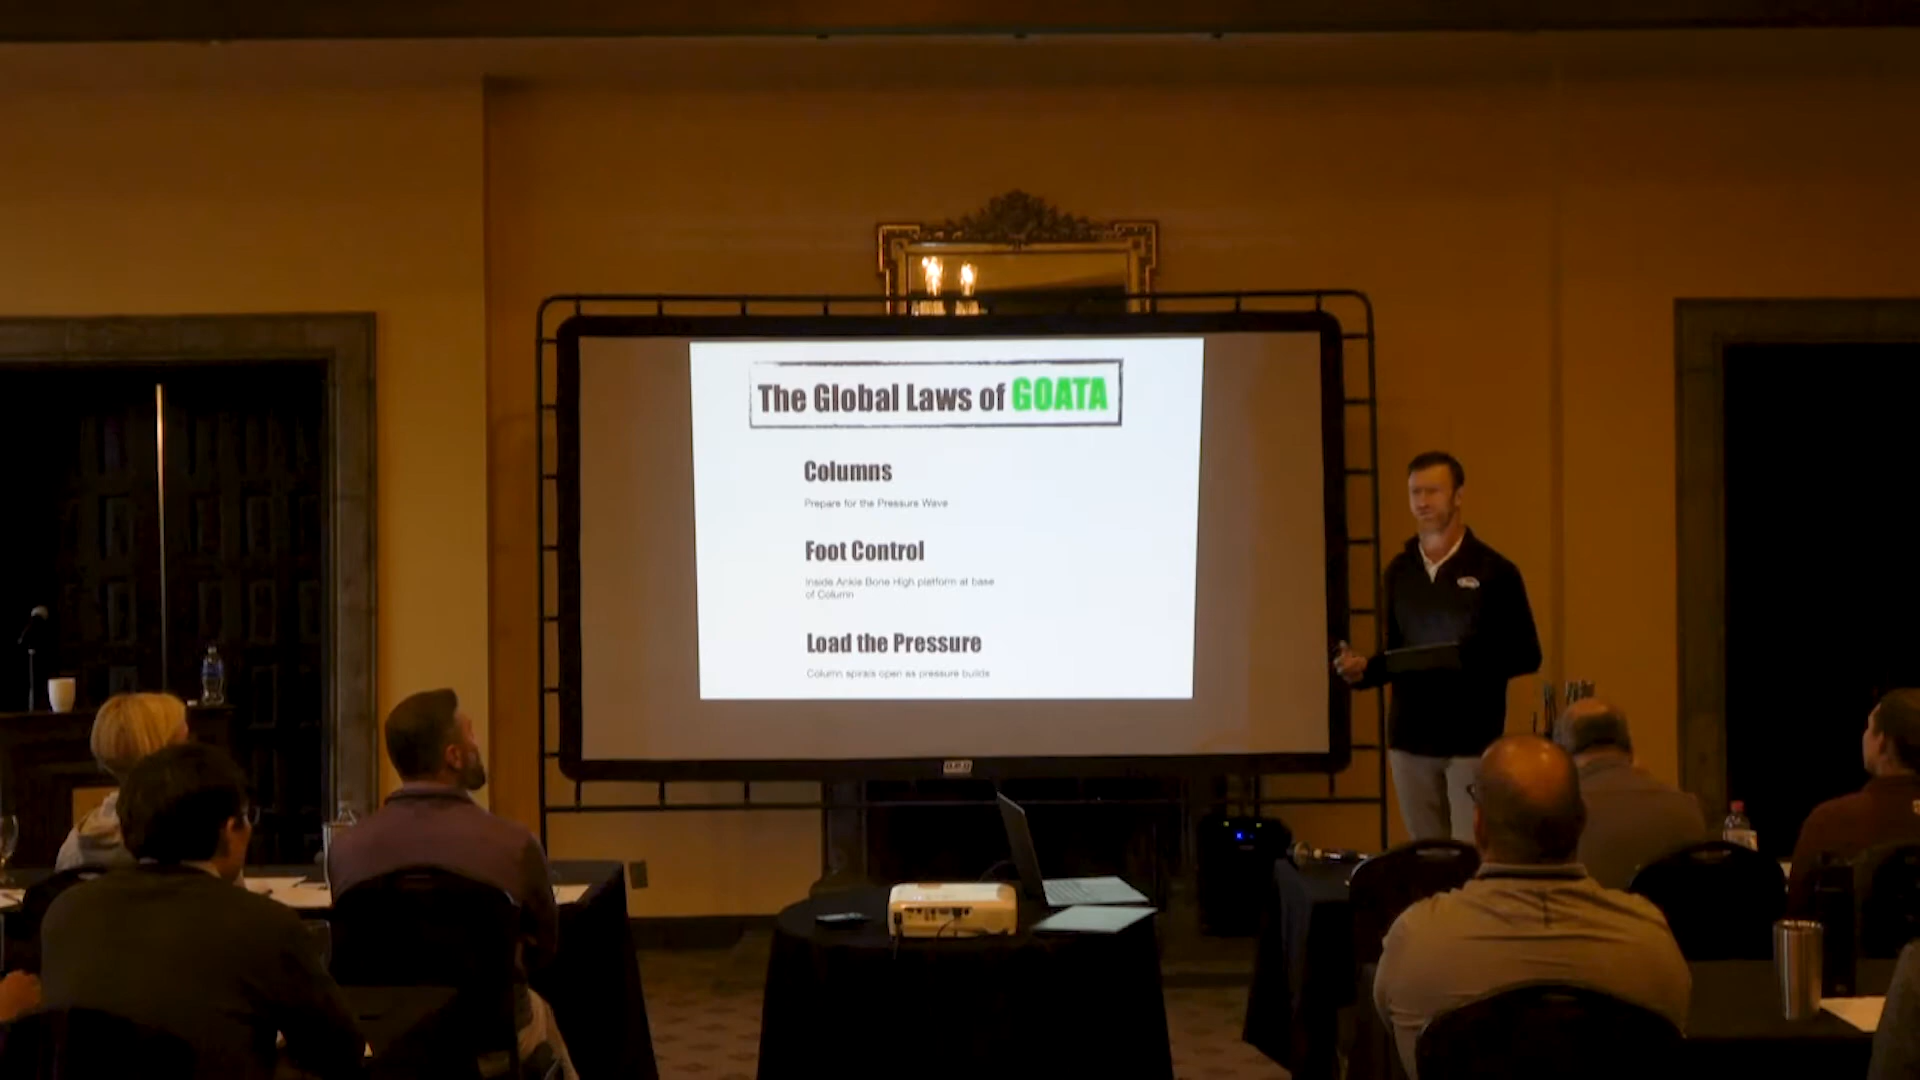 The Global Laws of GOATA
Columns
Prepare for the Pressure Wave
Foot Control
Inside Ankle Bone High platform at base
of Column
Load the Pressure
Column spirals open as pressure builds